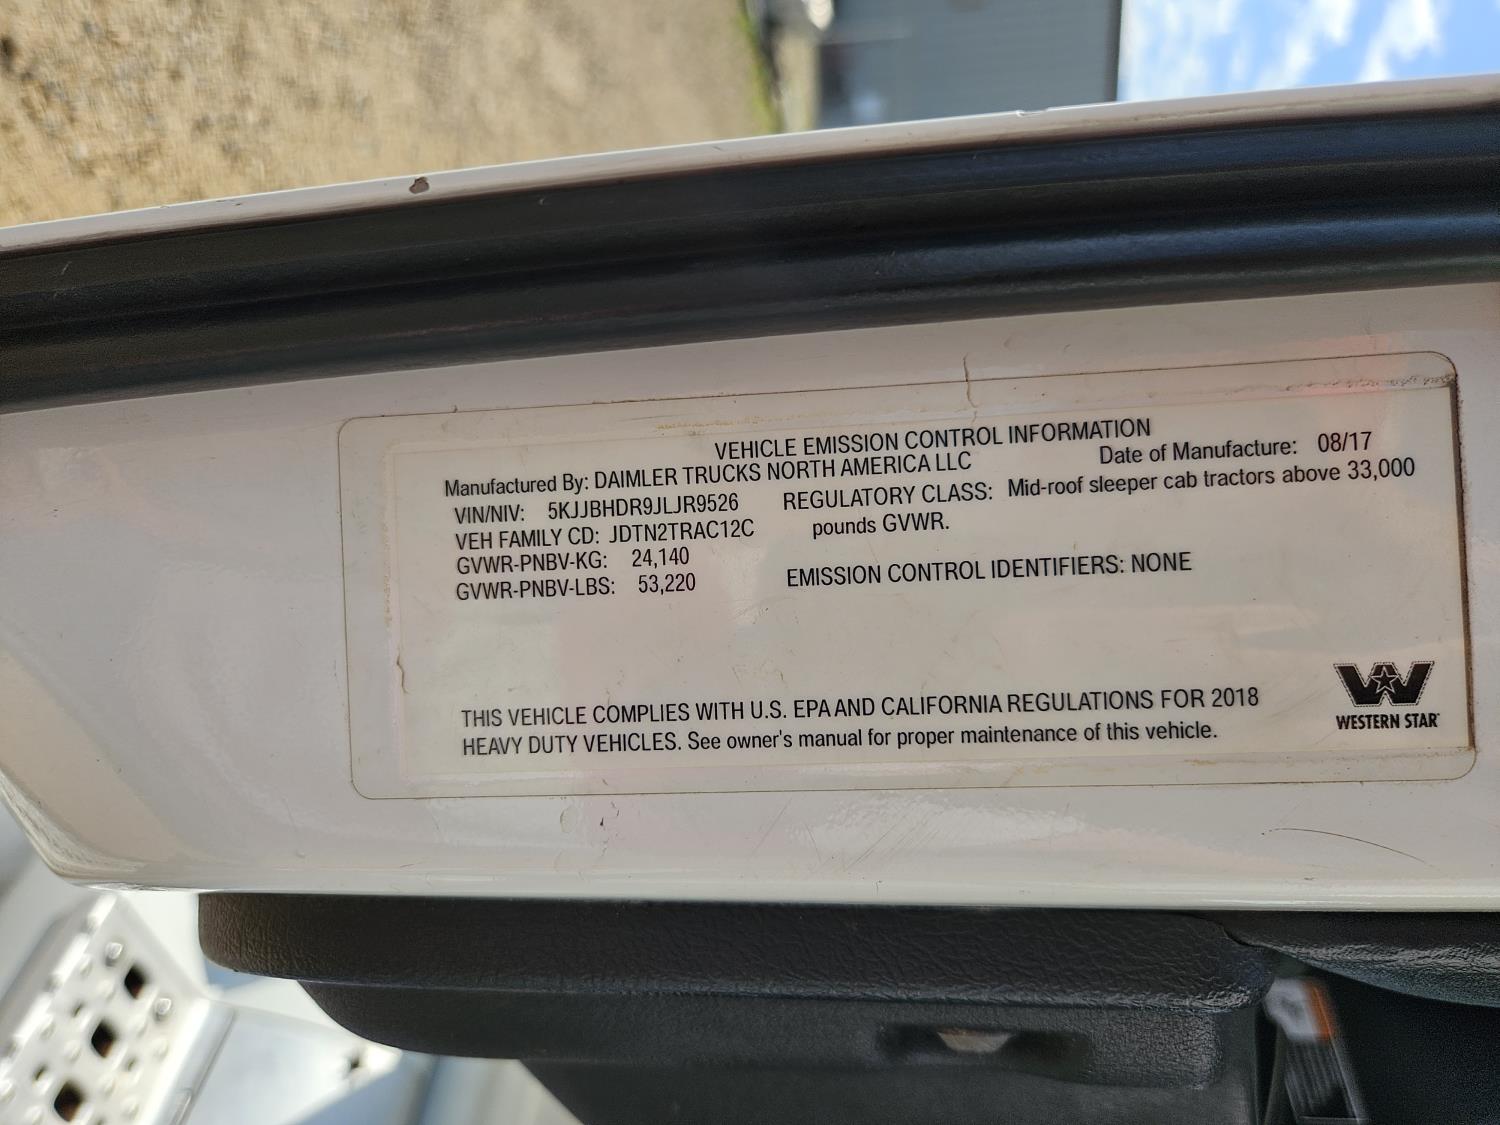 VEHICLE EMISSION CONTROL INFORMATION
Manufactured By: DAIMLER TRUCKS NORTH AMERICA LLC Date of Manufacture: 08/17
VIN/NIV: 5KJJBHDR9JLJR9526 REGULATORY CLASS: Mid-roof sleeper cab tractors above 33,000
VEH FAMILY CD: JDTN2TRAC12C pounds GVWR.
GVWR-PNBV-KG: 24,140
GVWR-PNBV-LBS: 53,220 EMISSION CONTROL IDENTIFIERS: NONE
THIS VEHICLE COMPLIES WITH U.S. EPA AND CALIFORNIA REGULATIONS FOR 2018
HEAVY DUTY VEHICLES. See owner's manual for proper maintenance of this vehicle.
WESTERN STAR